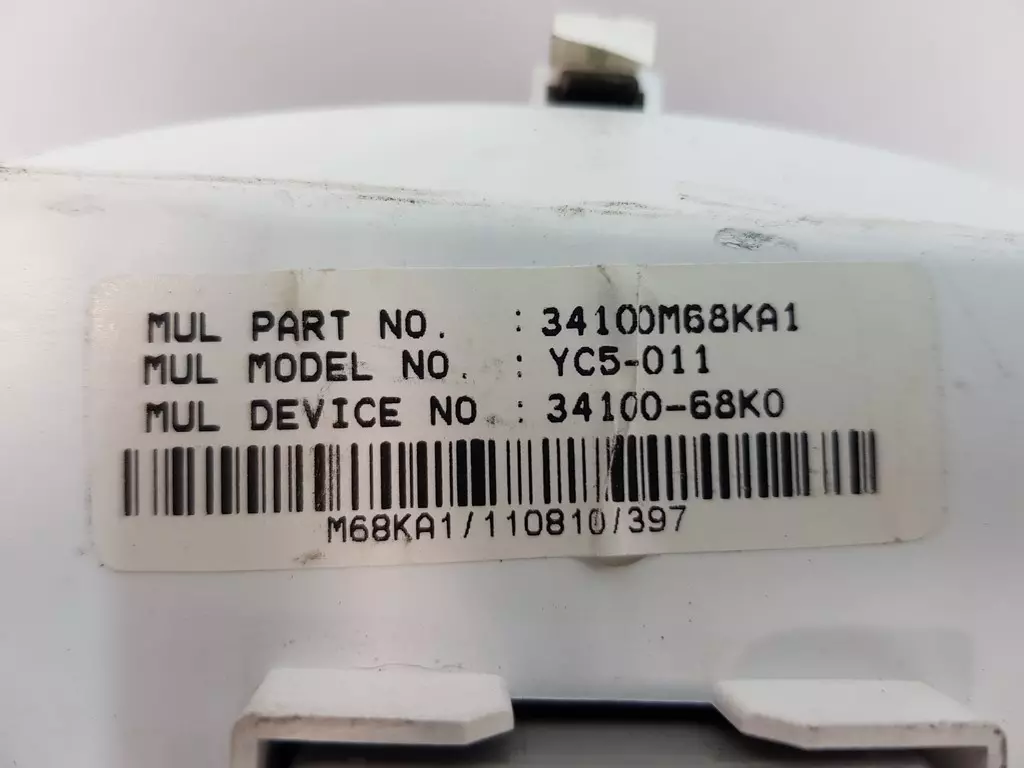 MUL PART NO. : 34100M68KA1
MUL MODEL NO. : YC5-011
MUL DEVICE NO : 34100-68K0
M68KA1/110810/397